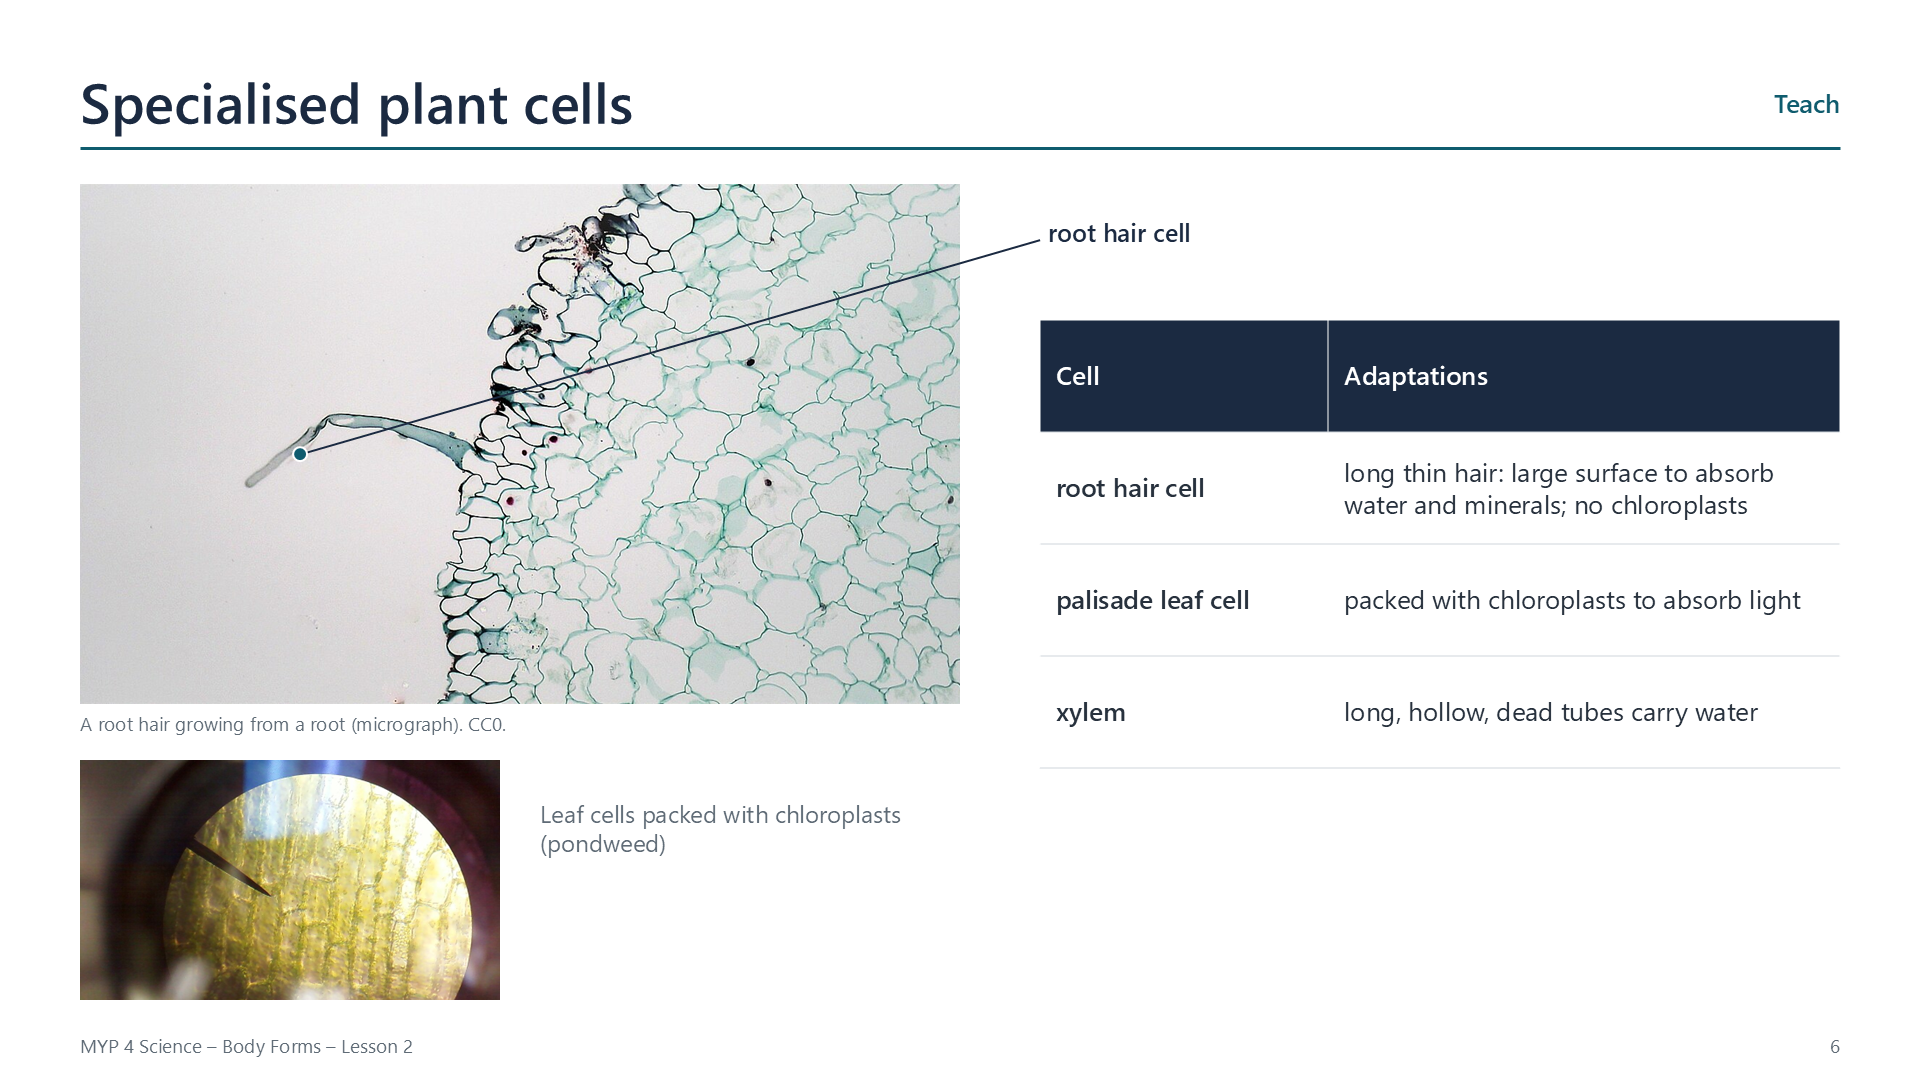 Specialised plant cells
Teach
root hair cell
Cell
Adaptations
root hair cell
long thin hair: large surface to absorb
water and minerals; no chloroplasts
palisade leaf cell
packed with chloroplasts to absorb light
xylem
long, hollow, dead tubes carry water
A root hair growing from a root (micrograph). CC0.
Leaf cells packed with chloroplasts
(pondweed)
MYP 4 Science – Body Forms – Lesson 2
6